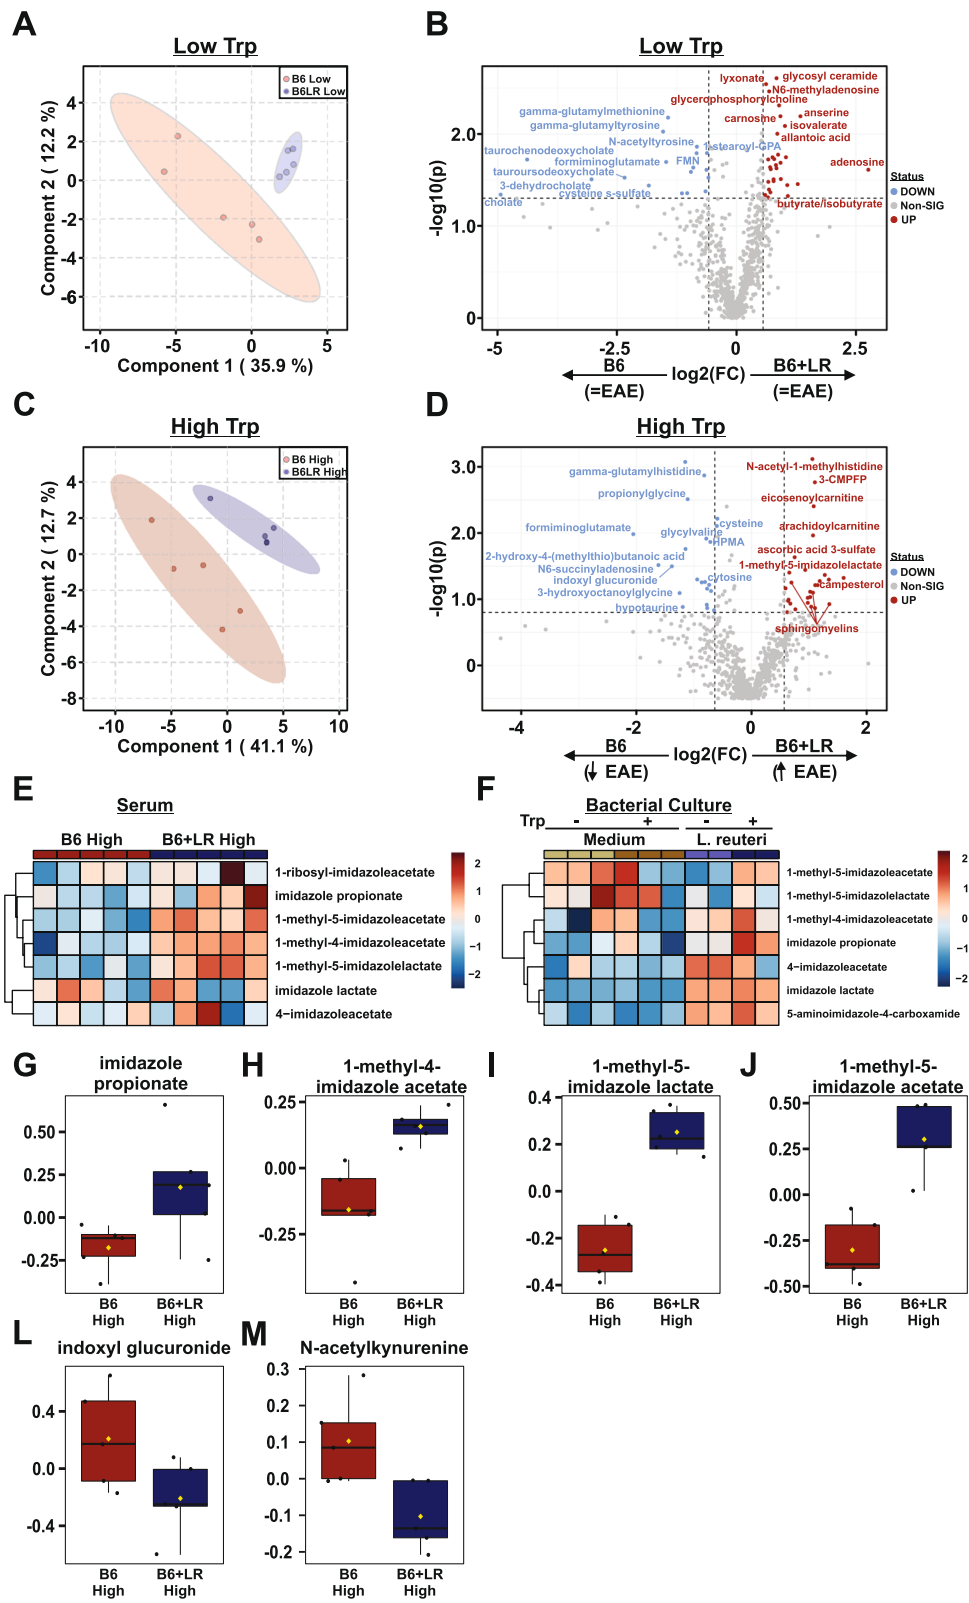 A
Low Trp
B6 Low
B6LR Low
Component 2 ( 12.2 %)
4
2
0
-2
-4
-6
-10
-5
0
5
Component 1 ( 35.9 %)
B
Low Trp
lyxonate
glycosyl ceramide
N6-methyladenosine
glycerophosphorylcholine
gamma-glutamylmethionine
carnosine
anserine
gamma-glutamyltyrosine
isovalerate
allantoic acid
N-acetyltyrosine
1-stearoyl-GPA
taurochenodeoxycholate
formiminoglutamate
FMN
adenosine
tauroursodeoxycholate
3-dehydrocholate
cysteine s-sulfate
cholate
butyrate/isobutyrate
-log10(p)
2.0
1.0
0
-5
-2.5
0
2.5
Status
DOWN
Non-SIG
UP
B6
log2(FC)
B6+LR
(=EAE)
(=EAE)
C
High Trp
B6 High
B6LR High
Component 2 ( 12.7 %)
4
2
0
-2
-4
-6
-8
-10
-5
0
5
10
Component 1 ( 41.1 %)
D
High Trp
N-acetyl-1-methylhistidine
gamma-glutamylhistidine
3-CMPFP
propionylglycine
eicosenoylcarnitine
formiminoglutamate
cysteine
arachidoylcarnitine
glycylvaline
HPMA
2-hydroxy-4-(methylthio)butanoic acid
ascorbic acid 3-sulfate
N6-succinyladenosine
1-methyl-5-imidazolelactate
indoxyl glucuronide
cytosine
campesterol
3-hydroxyoctanoylglycine
hypotaurine
sphingomyelins
-log10(p)
3.0
2.0
1.0
0
-4
-2
0
2
Status
DOWN
Non-SIG
UP
B6
log2(FC)
B6+LR
(↓ EAE)
(↑ EAE)
E
Serum
B6 High
B6+LR High
1-ribosyl-imidazoleacetate
imidazole propionate
1-methyl-5-imidazoleacetate
1-methyl-4-imidazoleacetate
1-methyl-5-imidazolelactate
imidazole lactate
4−imidazoleacetate
2
1
0
−1
−2
F
Bacterial Culture
Trp
-
+
-
+
Medium
L. reuteri
1-methyl-5-imidazoleacetate
1-methyl-5-imidazolelactate
1-methyl-4-imidazoleacetate
imidazole propionate
4−imidazoleacetate
imidazole lactate
5-aminoimidazole-4-carboxamide
2
1
0
−1
−2
G
imidazole
propionate
0.50
0.25
0.00
-0.25
B6
High
B6+LR
High
H
1-methyl-4-
imidazole acetate
0.25
0.00
-0.25
B6
High
B6+LR
High
I
1-methyl-5-
imidazole lactate
0.4
0.2
0.0
-0.2
-0.4
B6
High
B6+LR
High
J
1-methyl-5-
imidazole acetate
0.50
0.25
0.00
-0.25
-0.50
B6
High
B6+LR
High
L
indoxyl glucuronide
0.4
0.0
-0.4
B6
High
B6+LR
High
M
N-acetylkynurenine
0.3
0.2
0.1
0.0
-0.1
-0.2
B6
High
B6+LR
High